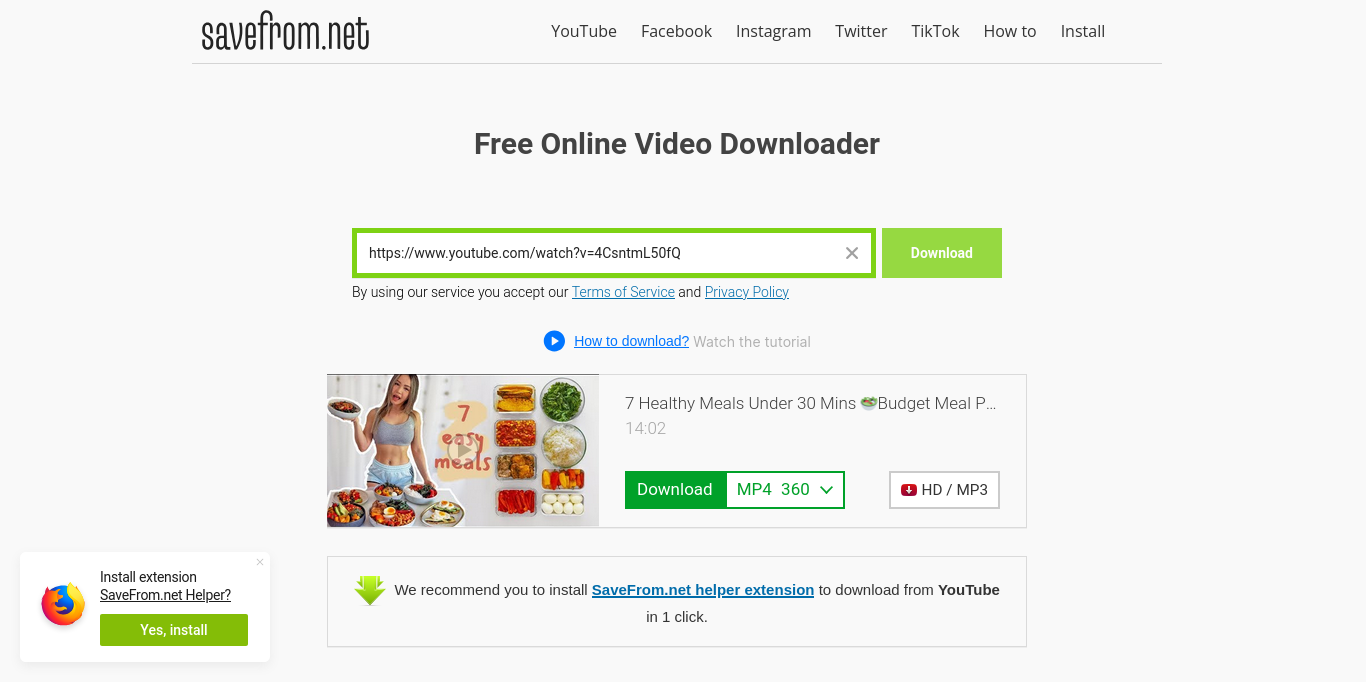 savefrom.net
YouTube Facebook Instagram Twitter TikTok How to Install
Free Online Video Downloader
https://www.youtube.com/watch?v=4CsntmL50fQ
Download
By using our service you accept our Terms of Service and Privacy Policy
How to download? Watch the tutorial
7
easy
meals
7 Healthy Meals Under 30 Mins 🥗Budget Meal P...
14:02
Download MP4 360
HD / MP3
We recommend you to install SaveFrom.net helper extension to download from YouTube
in 1 click.
Install extension
SaveFrom.net Helper?
Yes, install